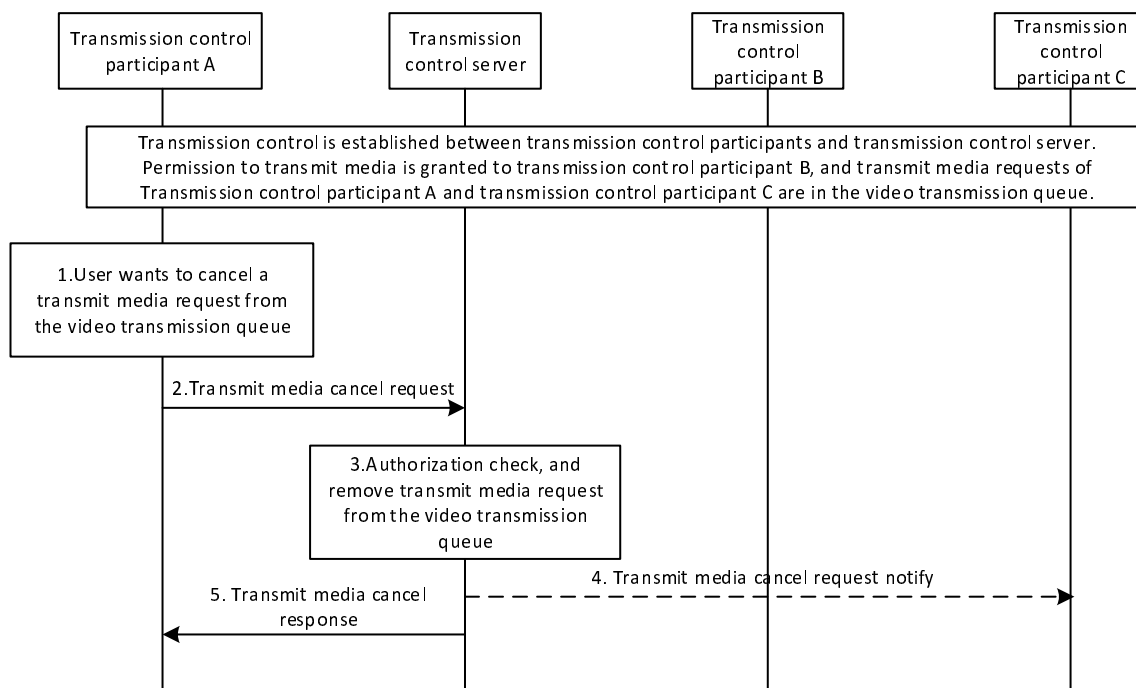 Transmission control
participant A
Transmission
control server
Transmission
control
participant B
Transmission
control
participant C
Transmission control is established between transmission control participants and transmission control server.
Permission to transmit media is granted to transmission control participant B, and transmit media requests of
Transmission control participant A and transmission control participant C are in the video transmission queue.
1.User wants to cancel a
transmit media request from
the video transmission queue
2.Transmit media cancel request
3.Authorization check, and
remove transmit media request
from the video transmission
queue
4. Transmit media cancel request notify
5. Transmit media cancel
response